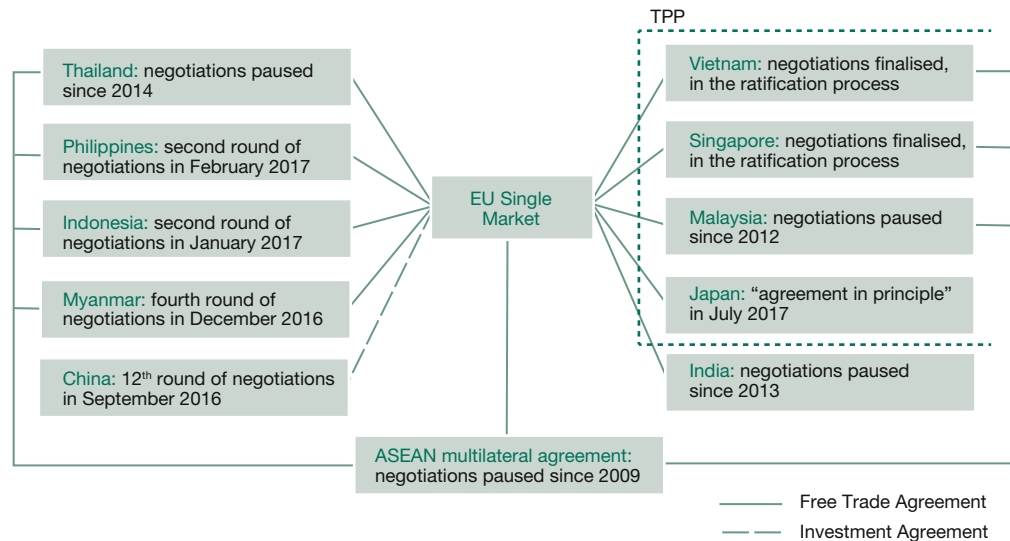 TPP
Thailand: negotiations paused
since 2014
Philippines: second round of
negotiations in February 2017
Indonesia: second round of
negotiations in January 2017
Myanmar: fourth round of
negotiations in December 2016
China: 12th round of negotiations
in September 2016
EU Single
Market
Vietnam: negotiations finalised,
in the ratification process
Singapore: negotiations finalised,
in the ratification process
Malaysia: negotiations paused
since 2012
Japan: “agreement in principle”
in July 2017
India: negotiations paused
since 2013
ASEAN multilateral agreement:
negotiations paused since 2009
Free Trade Agreement
Investment Agreement